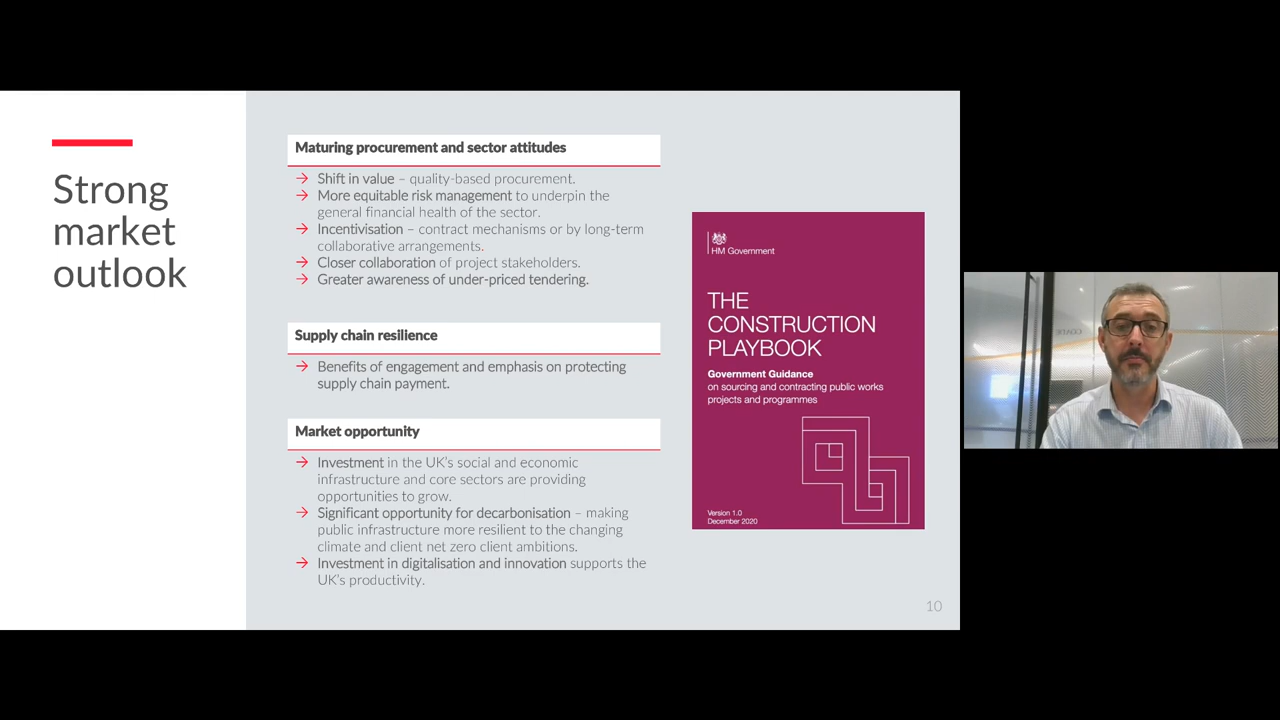 Strong
market
outlook
Maturing procurement and sector attitudes
→ Shift in value – quality-based procurement.
→ More equitable risk management to underpin the
general financial health of the sector.
→ Incentivisation – contract mechanisms or by long-term
collaborative arrangements.
→ Closer collaboration of project stakeholders.
→ Greater awareness of under-priced tendering.
Supply chain resilience
→ Benefits of engagement and emphasis on protecting
supply chain payment.
Market opportunity
→ Investment in the UK's social and economic
infrastructure and core sectors are providing
opportunities to grow.
→ Significant opportunity for decarbonisation – making
public infrastructure more resilient to the changing
climate and client net zero client ambitions.
→ Investment in digitalisation and innovation supports the
UK's productivity.
HM Government
THE
CONSTRUCTION
PLAYBOOK
Government Guidance
on sourcing and contracting public works
projects and programmes
Version 1.0
December 2020
10